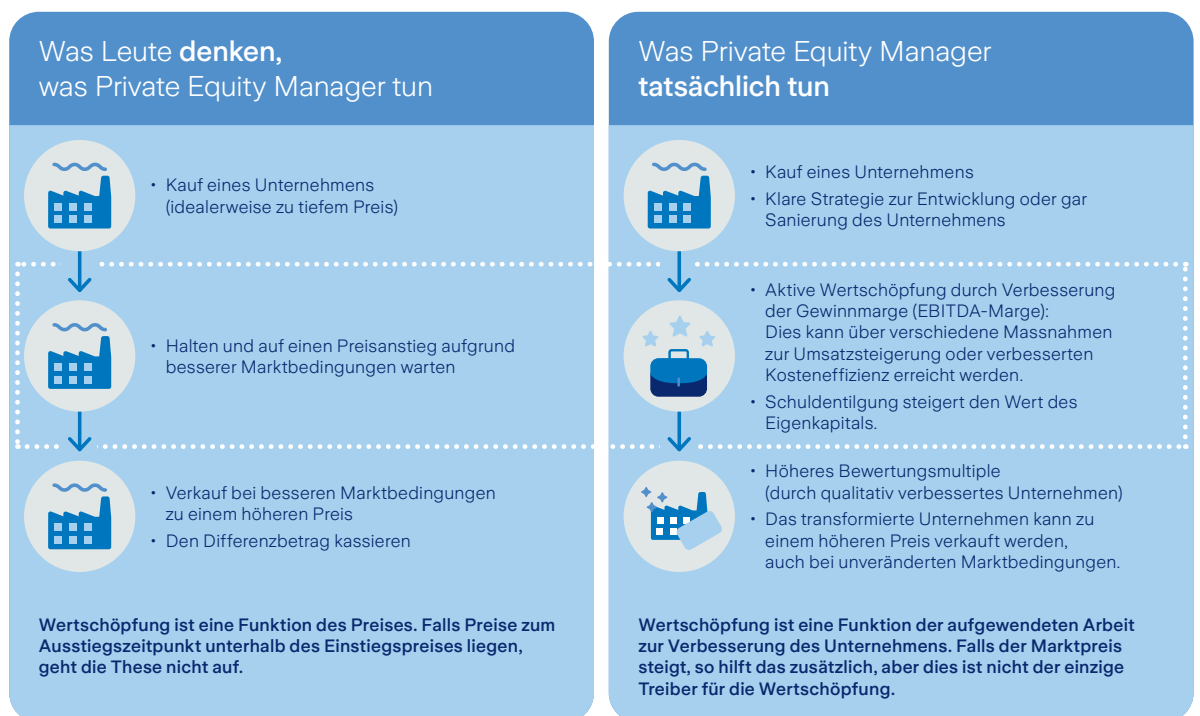 Was Leute denken,
was Private Equity Manager tun
• Kauf eines Unternehmens
(idealerweise zu tiefem Preis)
• Halten und auf einen Preisanstieg aufgrund
besserer Marktbedingungen warten
• Verkauf bei besseren Marktbedingungen
zu einem höheren Preis
• Den Differenzbetrag kassieren
Wertschöpfung ist eine Funktion des Preises. Falls Preise zum
Ausstiegszeitpunkt unterhalb des Einstiegspreises liegen,
geht die These nicht auf.
Was Private Equity Manager
tatsächlich tun
• Kauf eines Unternehmens
• Klare Strategie zur Entwicklung oder gar
Sanierung des Unternehmens
• Aktive Wertschöpfung durch Verbesserung
der Gewinnmarge (EBITDA-Marge):
Dies kann über verschiedene Massnahmen
zur Umsatzsteigerung oder verbesserten
Kosteneffizienz erreicht werden.
• Schuldentilgung steigert den Wert des
Eigenkapitals.
• Höheres Bewertungsmultiple
(durch qualitativ verbessertes Unternehmen)
• Das transformierte Unternehmen kann zu
einem höheren Preis verkauft werden,
auch bei unveränderten Marktbedingungen.
Wertschöpfung ist eine Funktion der aufgewendeten Arbeit
zur Verbesserung des Unternehmens. Falls der Marktpreis
steigt, so hilft das zusätzlich, aber dies ist nicht der einzige
Treiber für die Wertschöpfung.